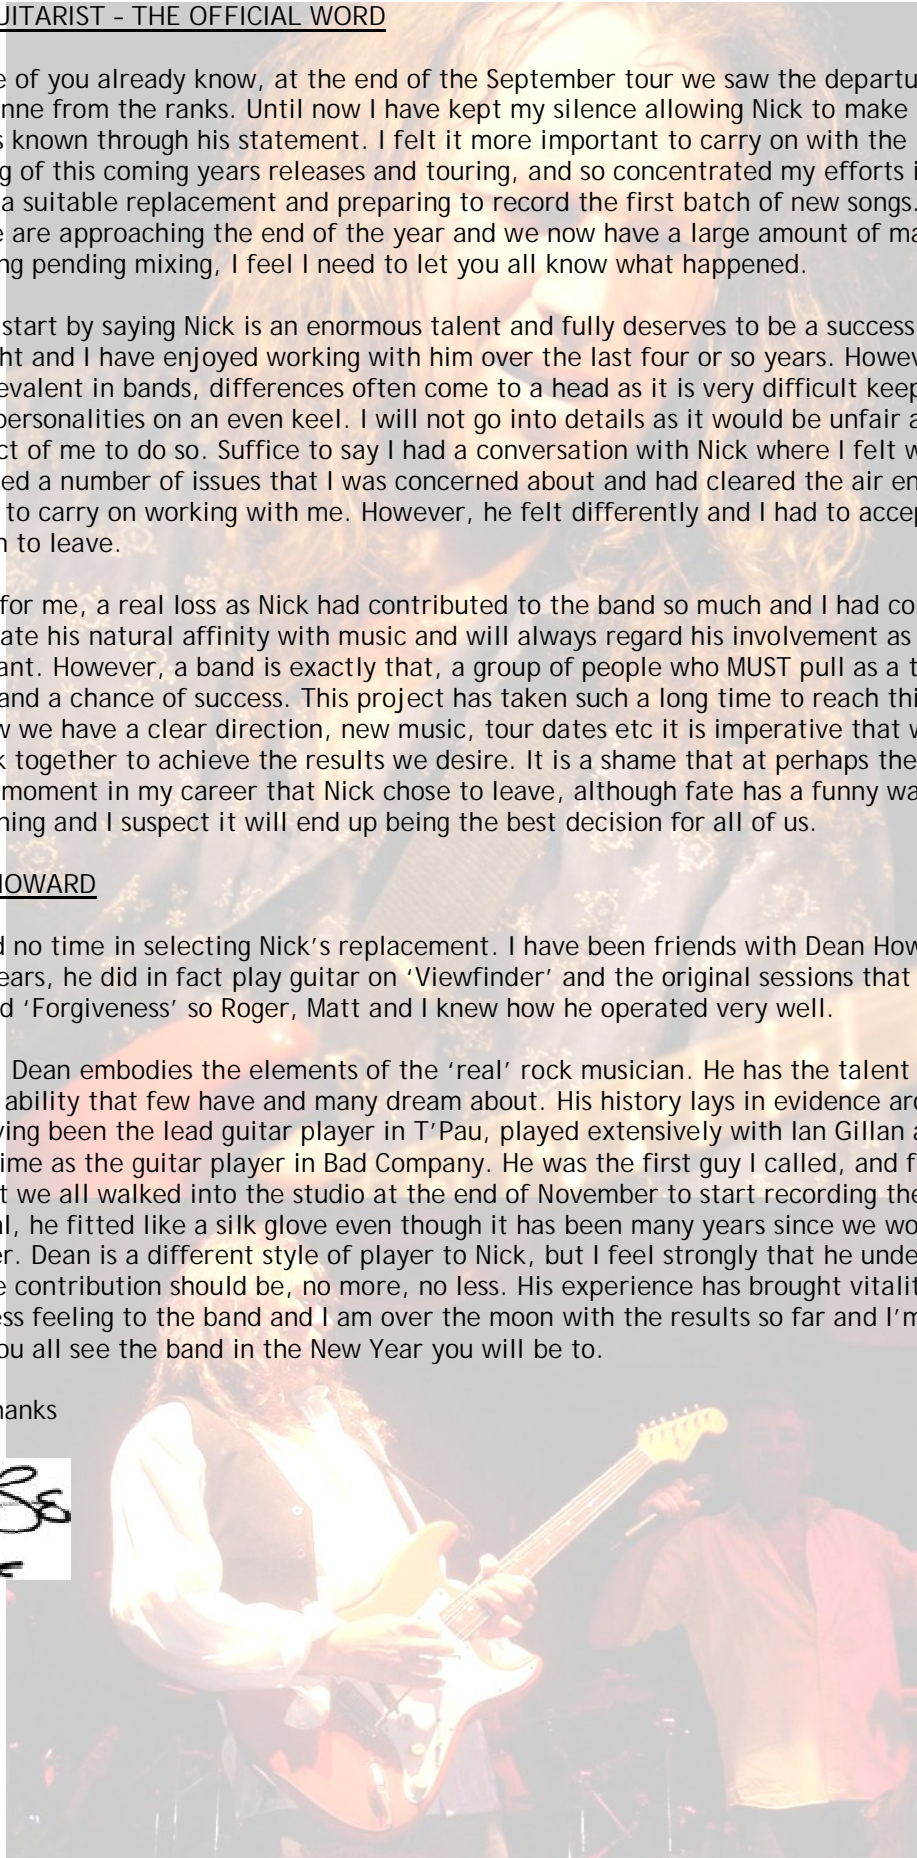 UITARIST – THE OFFICIAL WORD
e of you already know, at the end of the September tour we saw the departu
nne from the ranks. Until now I have kept my silence allowing Nick to make
s known through his statement. I felt it more important to carry on with the
g of this coming years releases and touring, and so concentrated my efforts i
a suitable replacement and preparing to record the first batch of new songs.
e are approaching the end of the year and we now have a large amount of ma
ng pending mixing, I feel I need to let you all know what happened.
start by saying Nick is an enormous talent and fully deserves to be a success
ht and I have enjoyed working with him over the last four or so years. Howev
evalent in bands, differences often come to a head as it is very difficult keep
personalities on an even keel. I will not go into details as it would be unfair a
ct of me to do so. Suffice to say I had a conversation with Nick where I felt w
ed a number of issues that I was concerned about and had cleared the air en
to carry on working with me. However, he felt differently and I had to accep
n to leave.
for me, a real loss as Nick had contributed to the band so much and I had co
ate his natural affinity with music and will always regard his involvement as
ant. However, a band is exactly that, a group of people who MUST pull as a t
and a chance of success. This project has taken such a long time to reach thi
w we have a clear direction, new music, tour dates etc it is imperative that w
k together to achieve the results we desire. It is a shame that at perhaps the
moment in my career that Nick chose to leave, although fate has a funny wa
ning and I suspect it will end up being the best decision for all of us.
HOWARD
d no time in selecting Nick’s replacement. I have been friends with Dean How
ears, he did in fact play guitar on ‘Viewfinder’ and the original sessions that
d ‘Forgiveness’ so Roger, Matt and I knew how he operated very well.
Dean embodies the elements of the ‘real’ rock musician. He has the talent
ability that few have and many dream about. His history lays in evidence aro
ving been the lead guitar player in T’Pau, played extensively with Ian Gillan a
ime as the guitar player in Bad Company. He was the first guy I called, and f
t we all walked into the studio at the end of November to start recording the
al, he fitted like a silk glove even though it has been many years since we wo
er. Dean is a different style of player to Nick, but I feel strongly that he unde
e contribution should be, no more, no less. His experience has brought vitalit
ess feeling to the band and I am over the moon with the results so far and I’m
ou all see the band in the New Year you will be to.
hanks